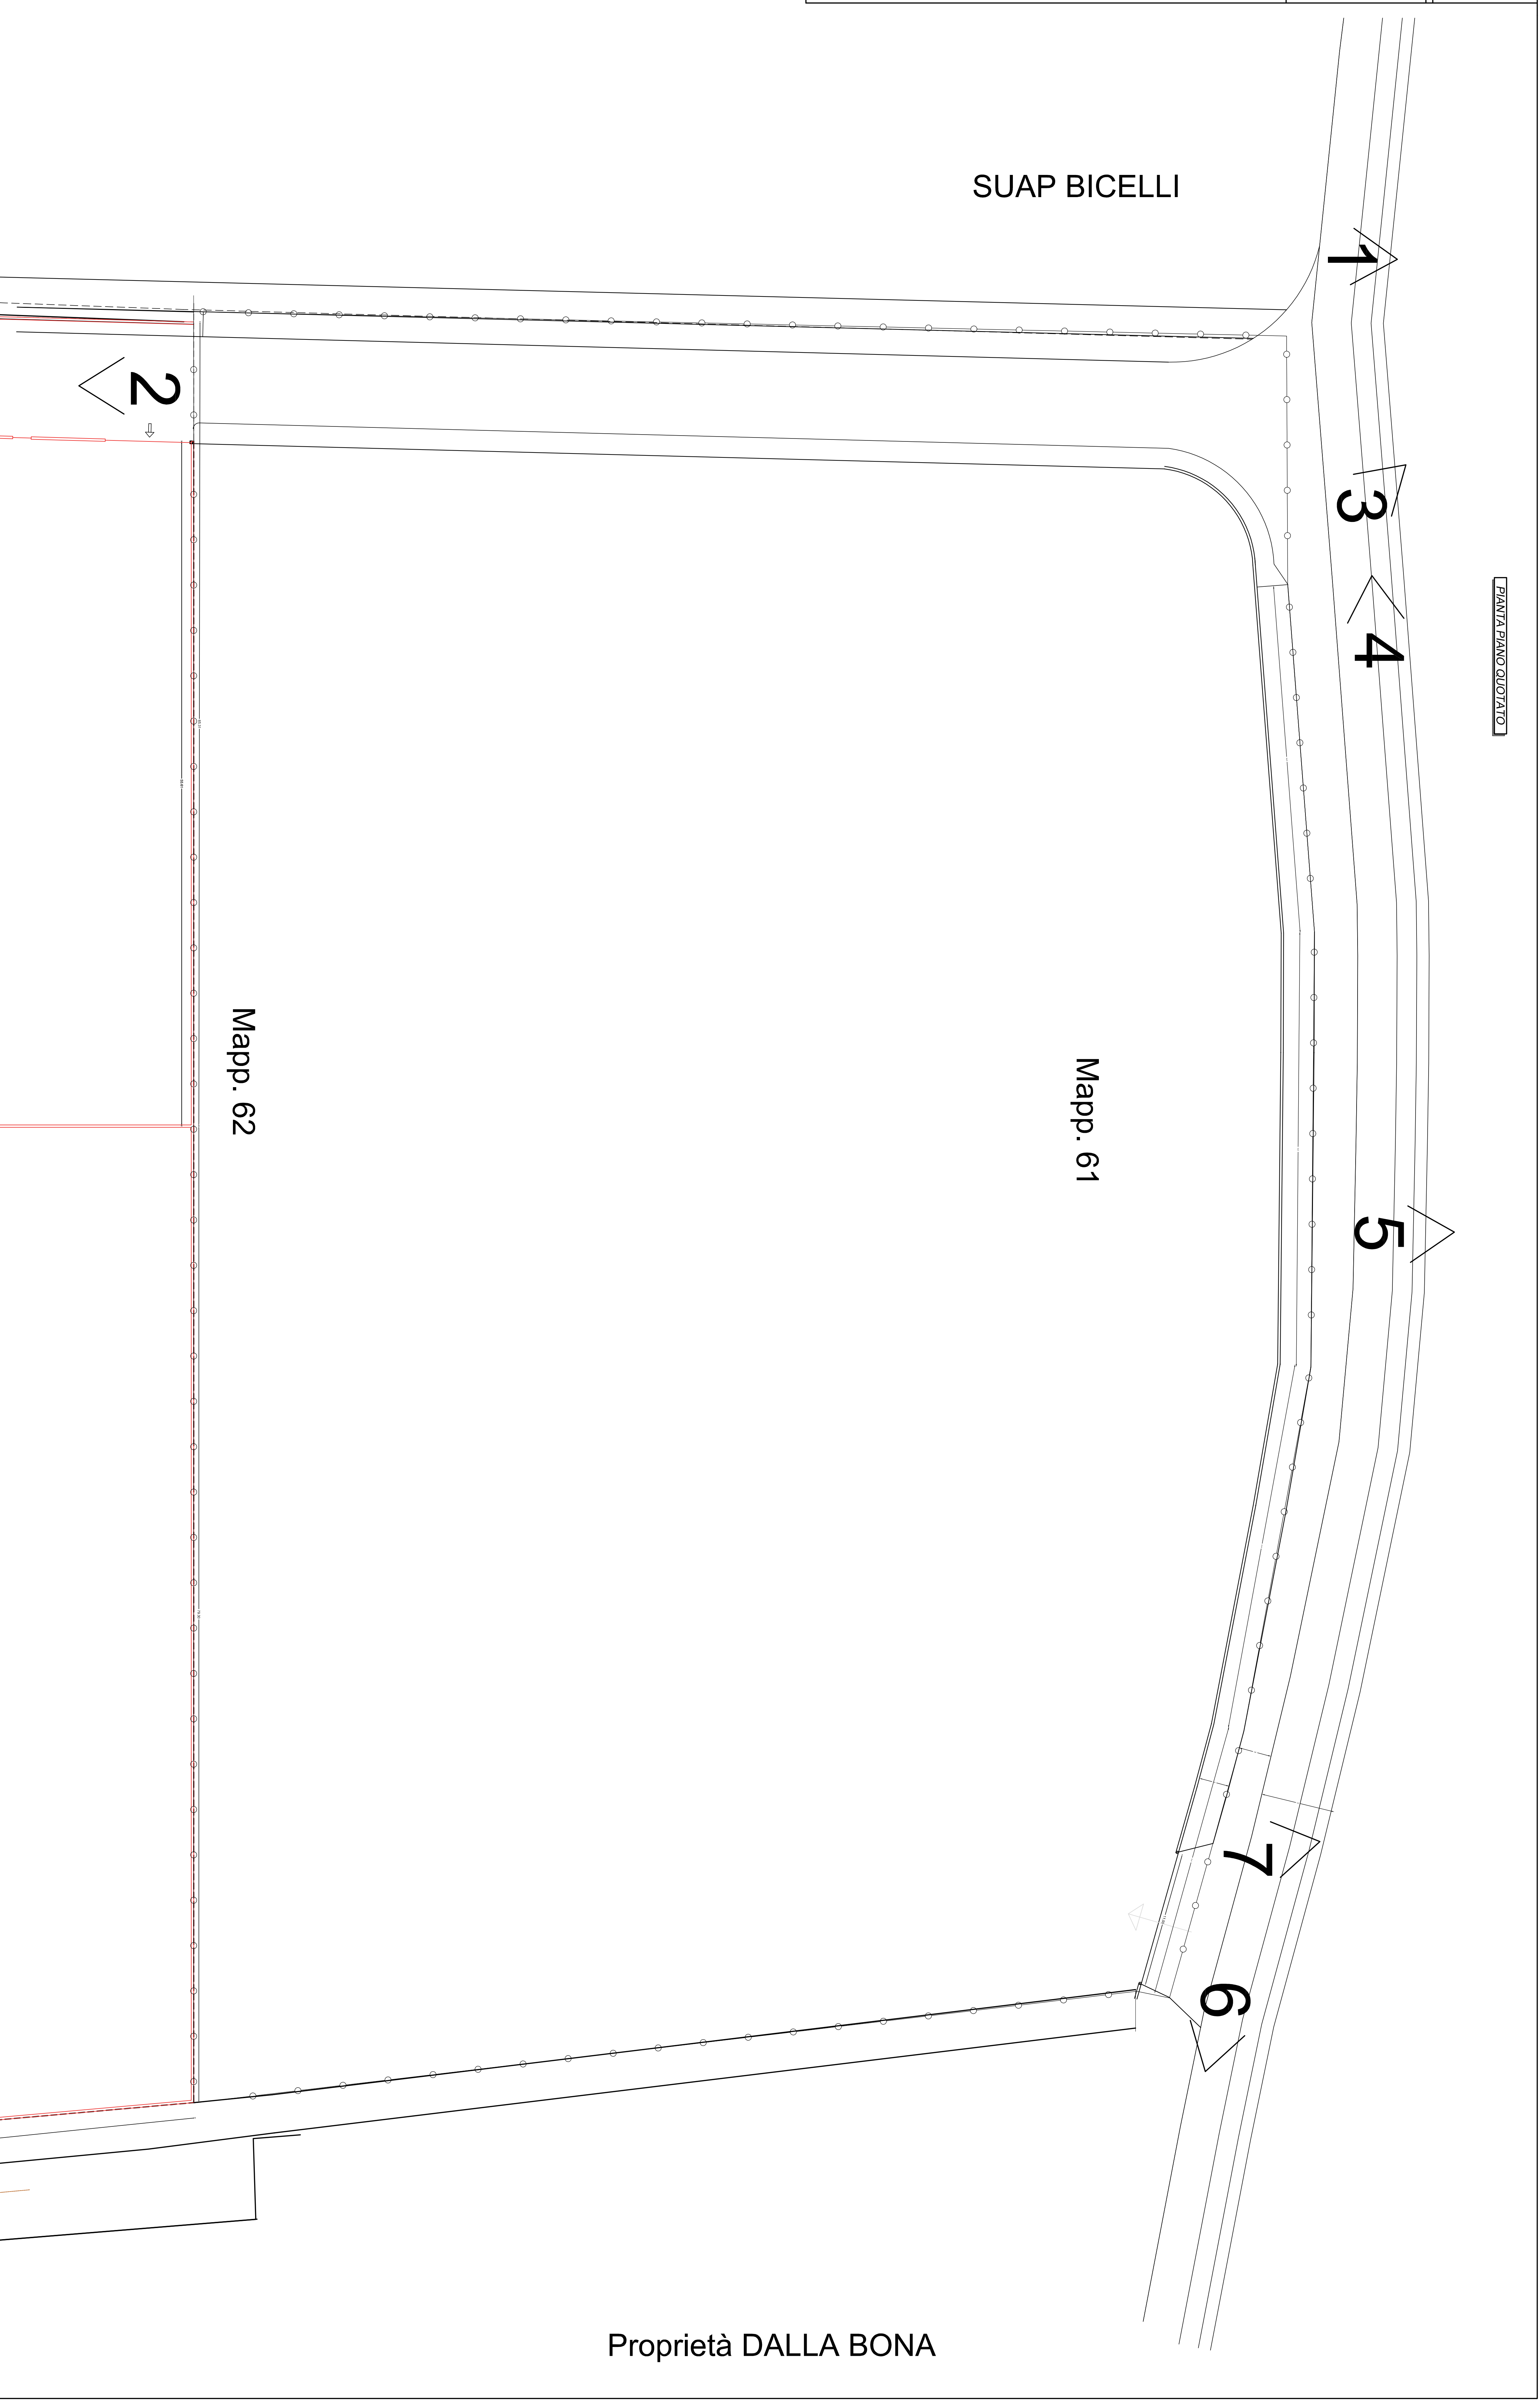 SUAP BICELLI
1
2
3
4
PIANTA PIANO QUOTATO
Mapp. 62
Mapp. 61
5
7
6
Proprietà DALLA BONA